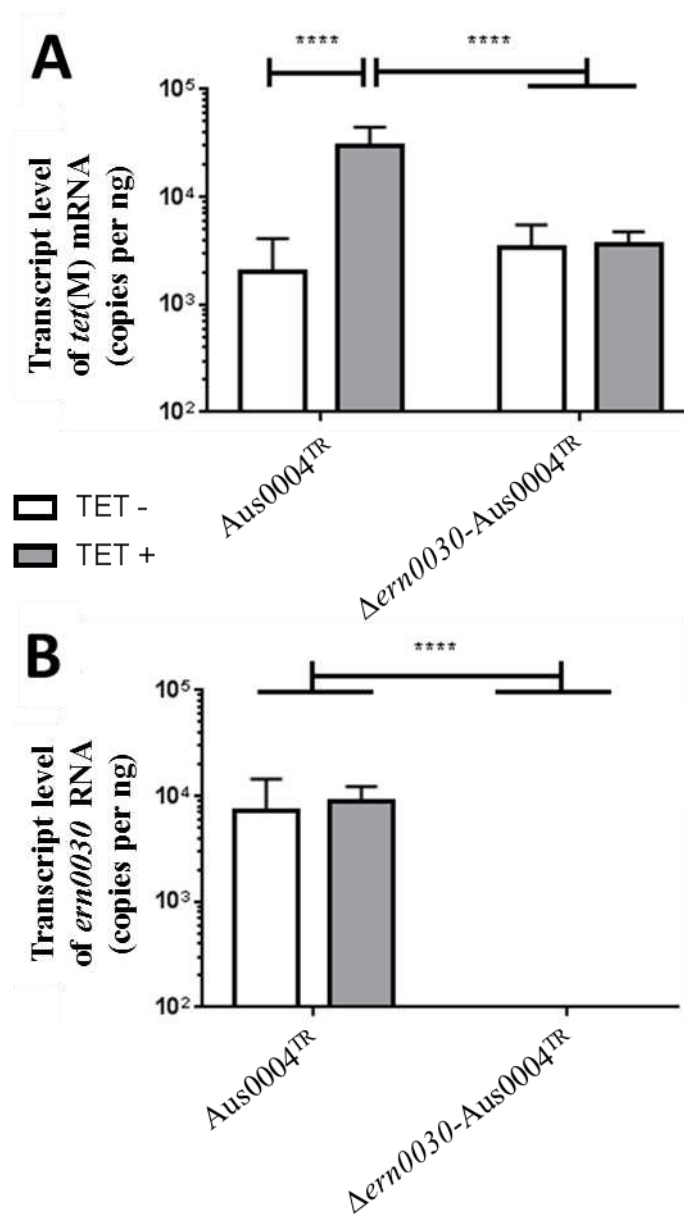 A
**** ****
Transcript level
of tet(M) mRNA
(copies per ng)
10⁵
10⁴
10³
10²
Aus0004ᵀᴿ
Δern0030-Aus0004ᵀᴿ
TET -
TET +
B
****
Transcript level
of ern0030 RNA
(copies per ng)
10⁵
10⁴
10³
10²
Aus0004ᵀᴿ
Δern0030-Aus0004ᵀᴿ